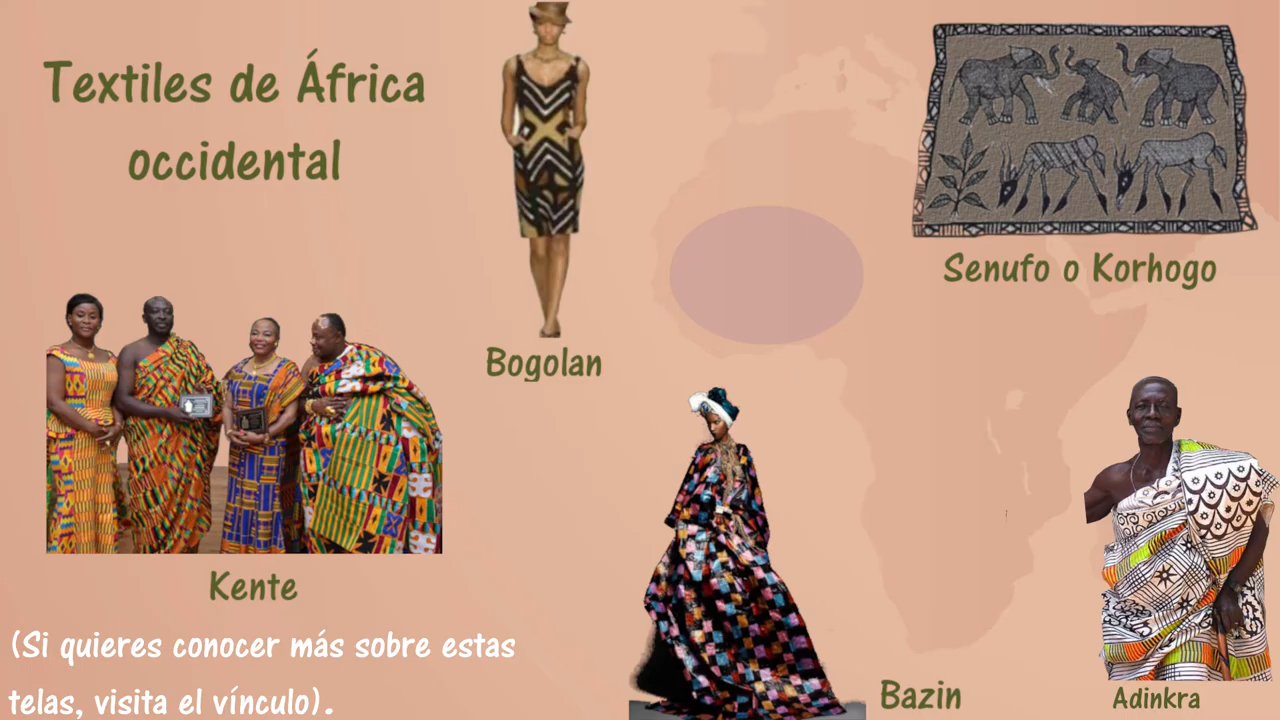 Textiles de África
occidental
Bogolan
Senufo o Korhogo
Kente
(Si quieres conocer más sobre estas
telas, visita el vínculo).
Bazin
Adinkra